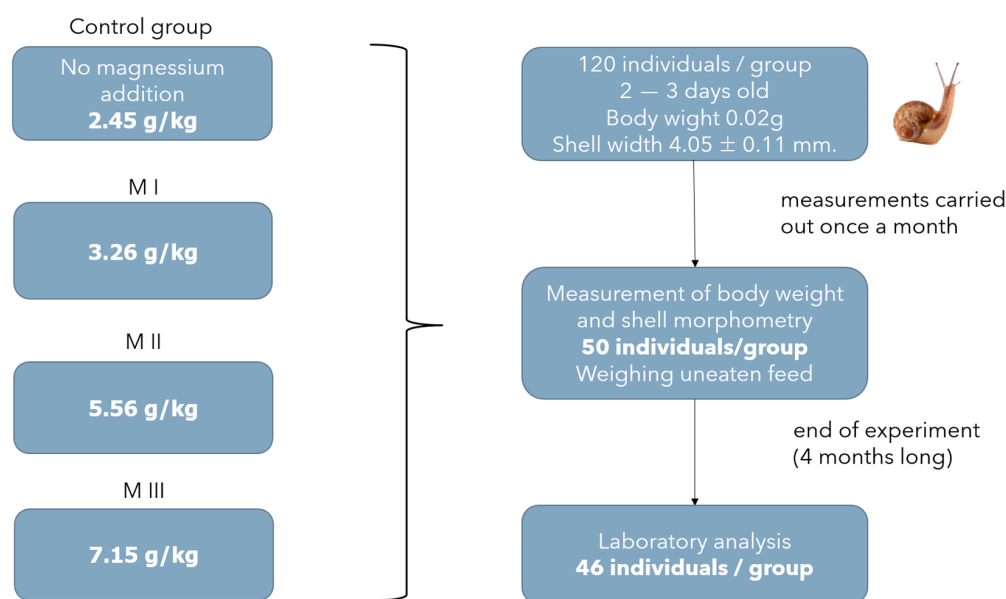 Control group
No magnessium
addition
2.45 g/kg
M I
3.26 g/kg
M II
5.56 g/kg
M III
7.15 g/kg
120 individuals / group
2 — 3 days old
Body wight 0.02g
Shell width 4.05 ± 0.11 mm.
measurements carried
out once a month
Measurement of body weight
and shell morphometry
50 individuals/group
Weighing uneaten feed
end of experiment
(4 months long)
Laboratory analysis
46 individuals / group